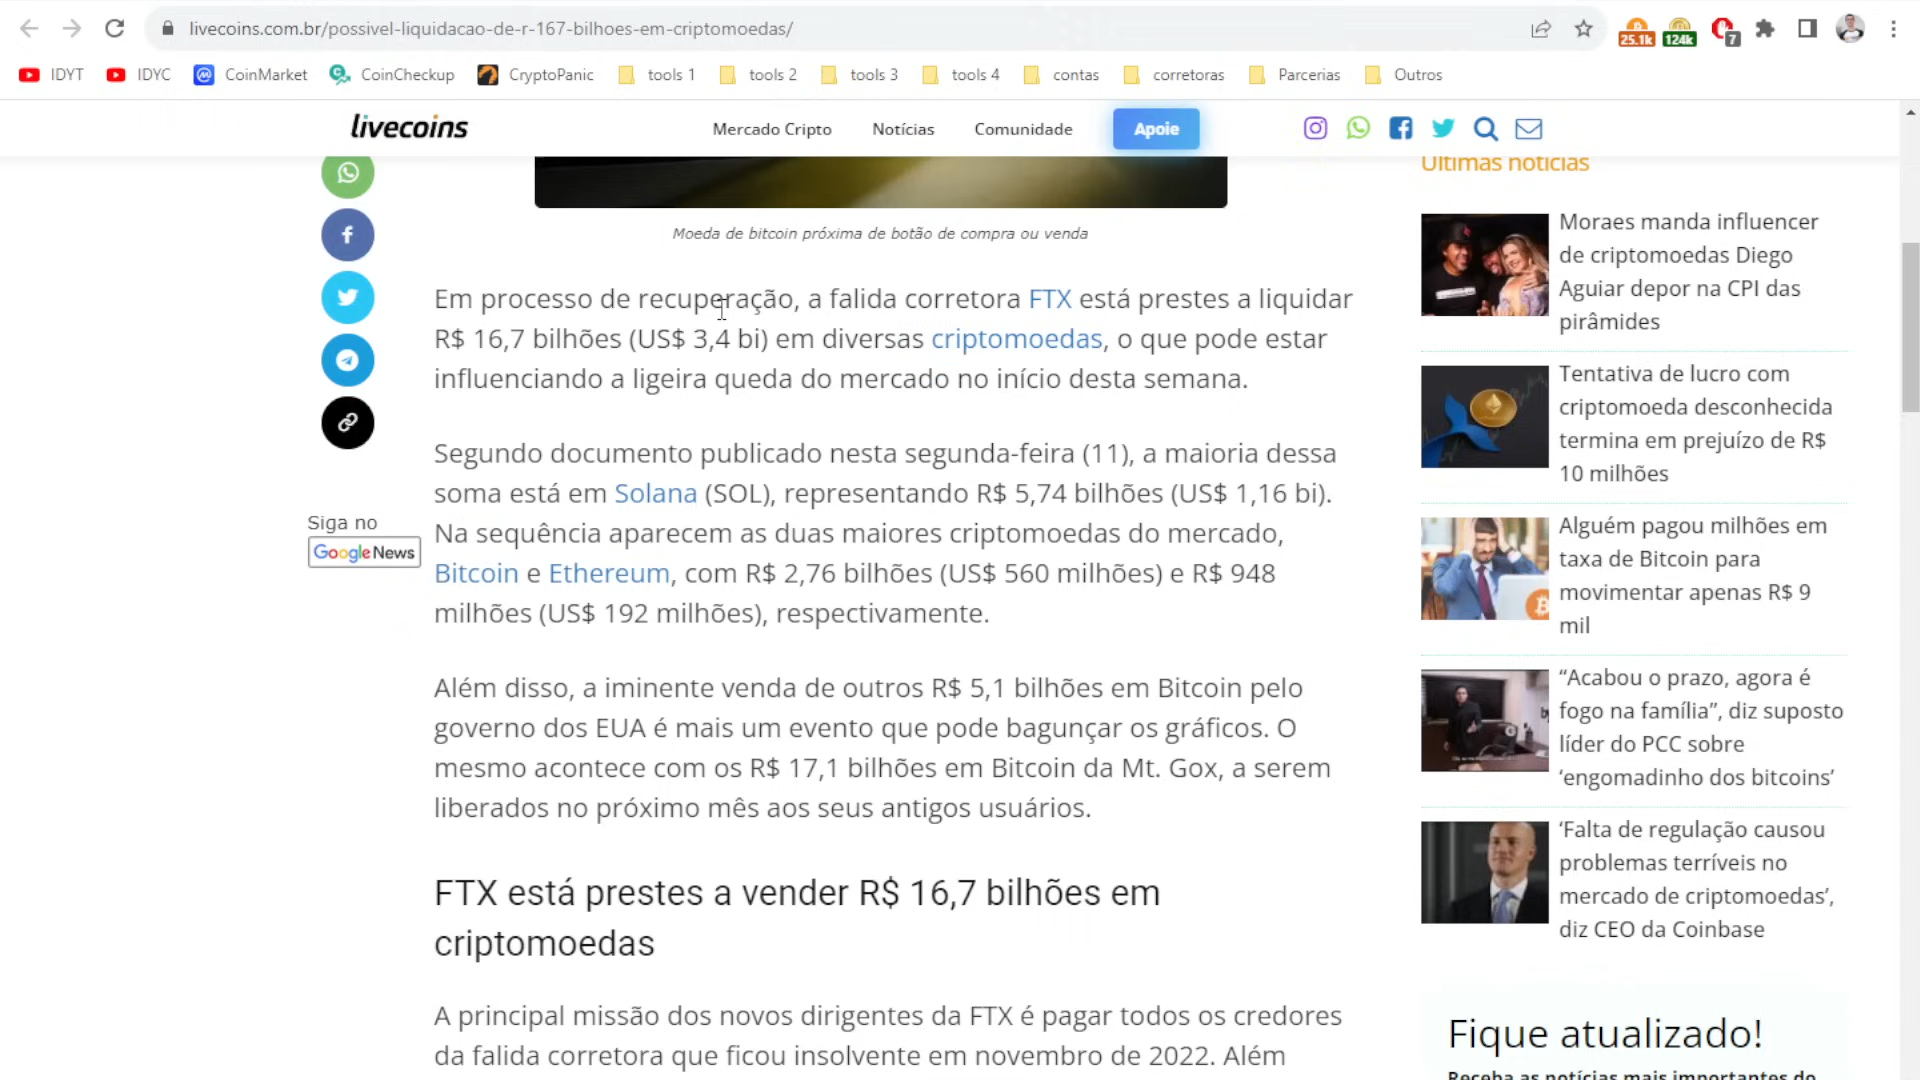 livecoins.com.br/possivel-liquidacao-de-r-167-bilhoes-em-criptomoedas/
25.1k
124k
7
IDYT
IDYC
CoinMarket
CoinCheckup
CryptoPanic
tools 1
tools 2
tools 3
tools 4
contas
corretoras
Parcerias
Outros
livecoins
Mercado Cripto
Notícias
Comunidade
Apoie
Moeda de bitcoin próxima de botão de compra ou venda
Em processo de recuperação, a falida corretora FTX está prestes a liquidar
R$ 16,7 bilhões (US$ 3,4 bi) em diversas criptomoedas, o que pode estar
influenciando a ligeira queda do mercado no início desta semana.
Segundo documento publicado nesta segunda-feira (11), a maioria dessa
soma está em Solana (SOL), representando R$ 5,74 bilhões (US$ 1,16 bi).
Na sequência aparecem as duas maiores criptomoedas do mercado,
Bitcoin e Ethereum, com R$ 2,76 bilhões (US$ 560 milhões) e R$ 948
milhões (US$ 192 milhões), respectivamente.
Além disso, a iminente venda de outros R$ 5,1 bilhões em Bitcoin pelo
governo dos EUA é mais um evento que pode bagunçar os gráficos. O
mesmo acontece com os R$ 17,1 bilhões em Bitcoin da Mt. Gox, a serem
liberados no próximo mês aos seus antigos usuários.
FTX está prestes a vender R$ 16,7 bilhões em
criptomoedas
A principal missão dos novos dirigentes da FTX é pagar todos os credores
da falida corretora que ficou insolvente em novembro de 2022. Além
Siga no
Google News
Últimas notícias
Moraes manda influencer
de criptomoedas Diego
Aguiar depor na CPI das
pirâmides
Tentativa de lucro com
criptomoeda desconhecida
termina em prejuízo de R$
10 milhões
Alguém pagou milhões em
taxa de Bitcoin para
movimentar apenas R$ 9
mil
“Acabou o prazo, agora é
fogo na família”, diz suposto
líder do PCC sobre
‘engomadinho dos bitcoins’
‘Falta de regulação causou
problemas terríveis no
mercado de criptomoedas’,
diz CEO da Coinbase
Fique atualizado!
Receba as notícias mais importantes do